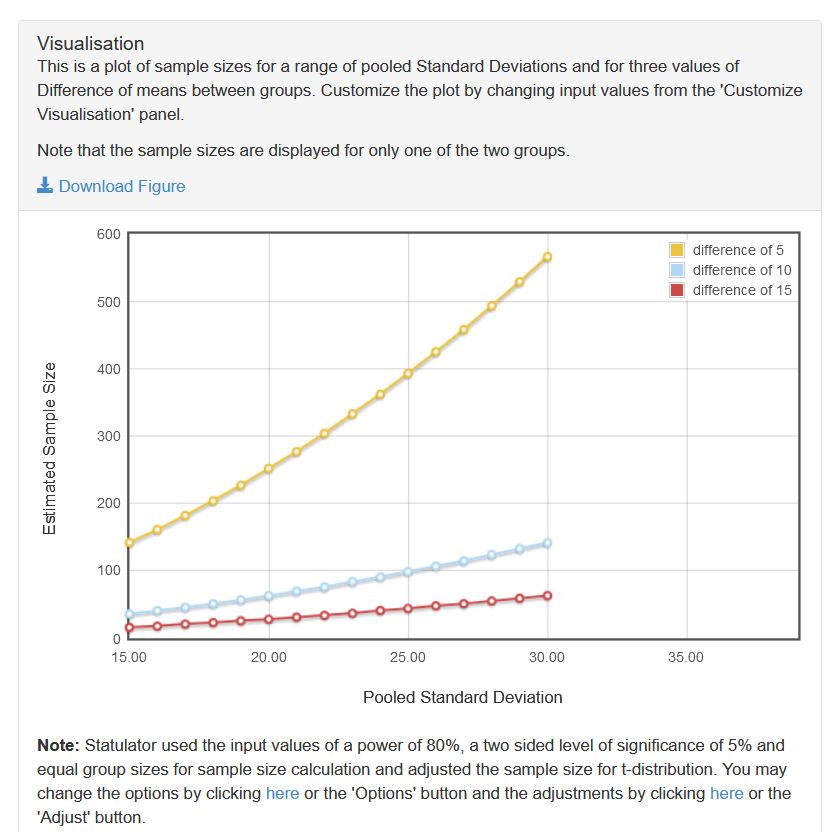 Visualisation
This is a plot of sample sizes for a range of pooled Standard Deviations and for three values of
Difference of means between groups. Customize the plot by changing input values from the 'Customize
Visualisation' panel.
Note that the sample sizes are displayed for only one of the two groups.
Download Figure
600
500
400
300
200
100
0
Estimated Sample Size
difference of 5
difference of 10
difference of 15
15.00 20.00 25.00 30.00 35.00
Pooled Standard Deviation
Note: Statulator used the input values of a power of 80%, a two sided level of significance of 5% and
equal group sizes for sample size calculation and adjusted the sample size for t-distribution. You may
change the options by clicking here or the 'Options' button and the adjustments by clicking here or the
'Adjust' button.